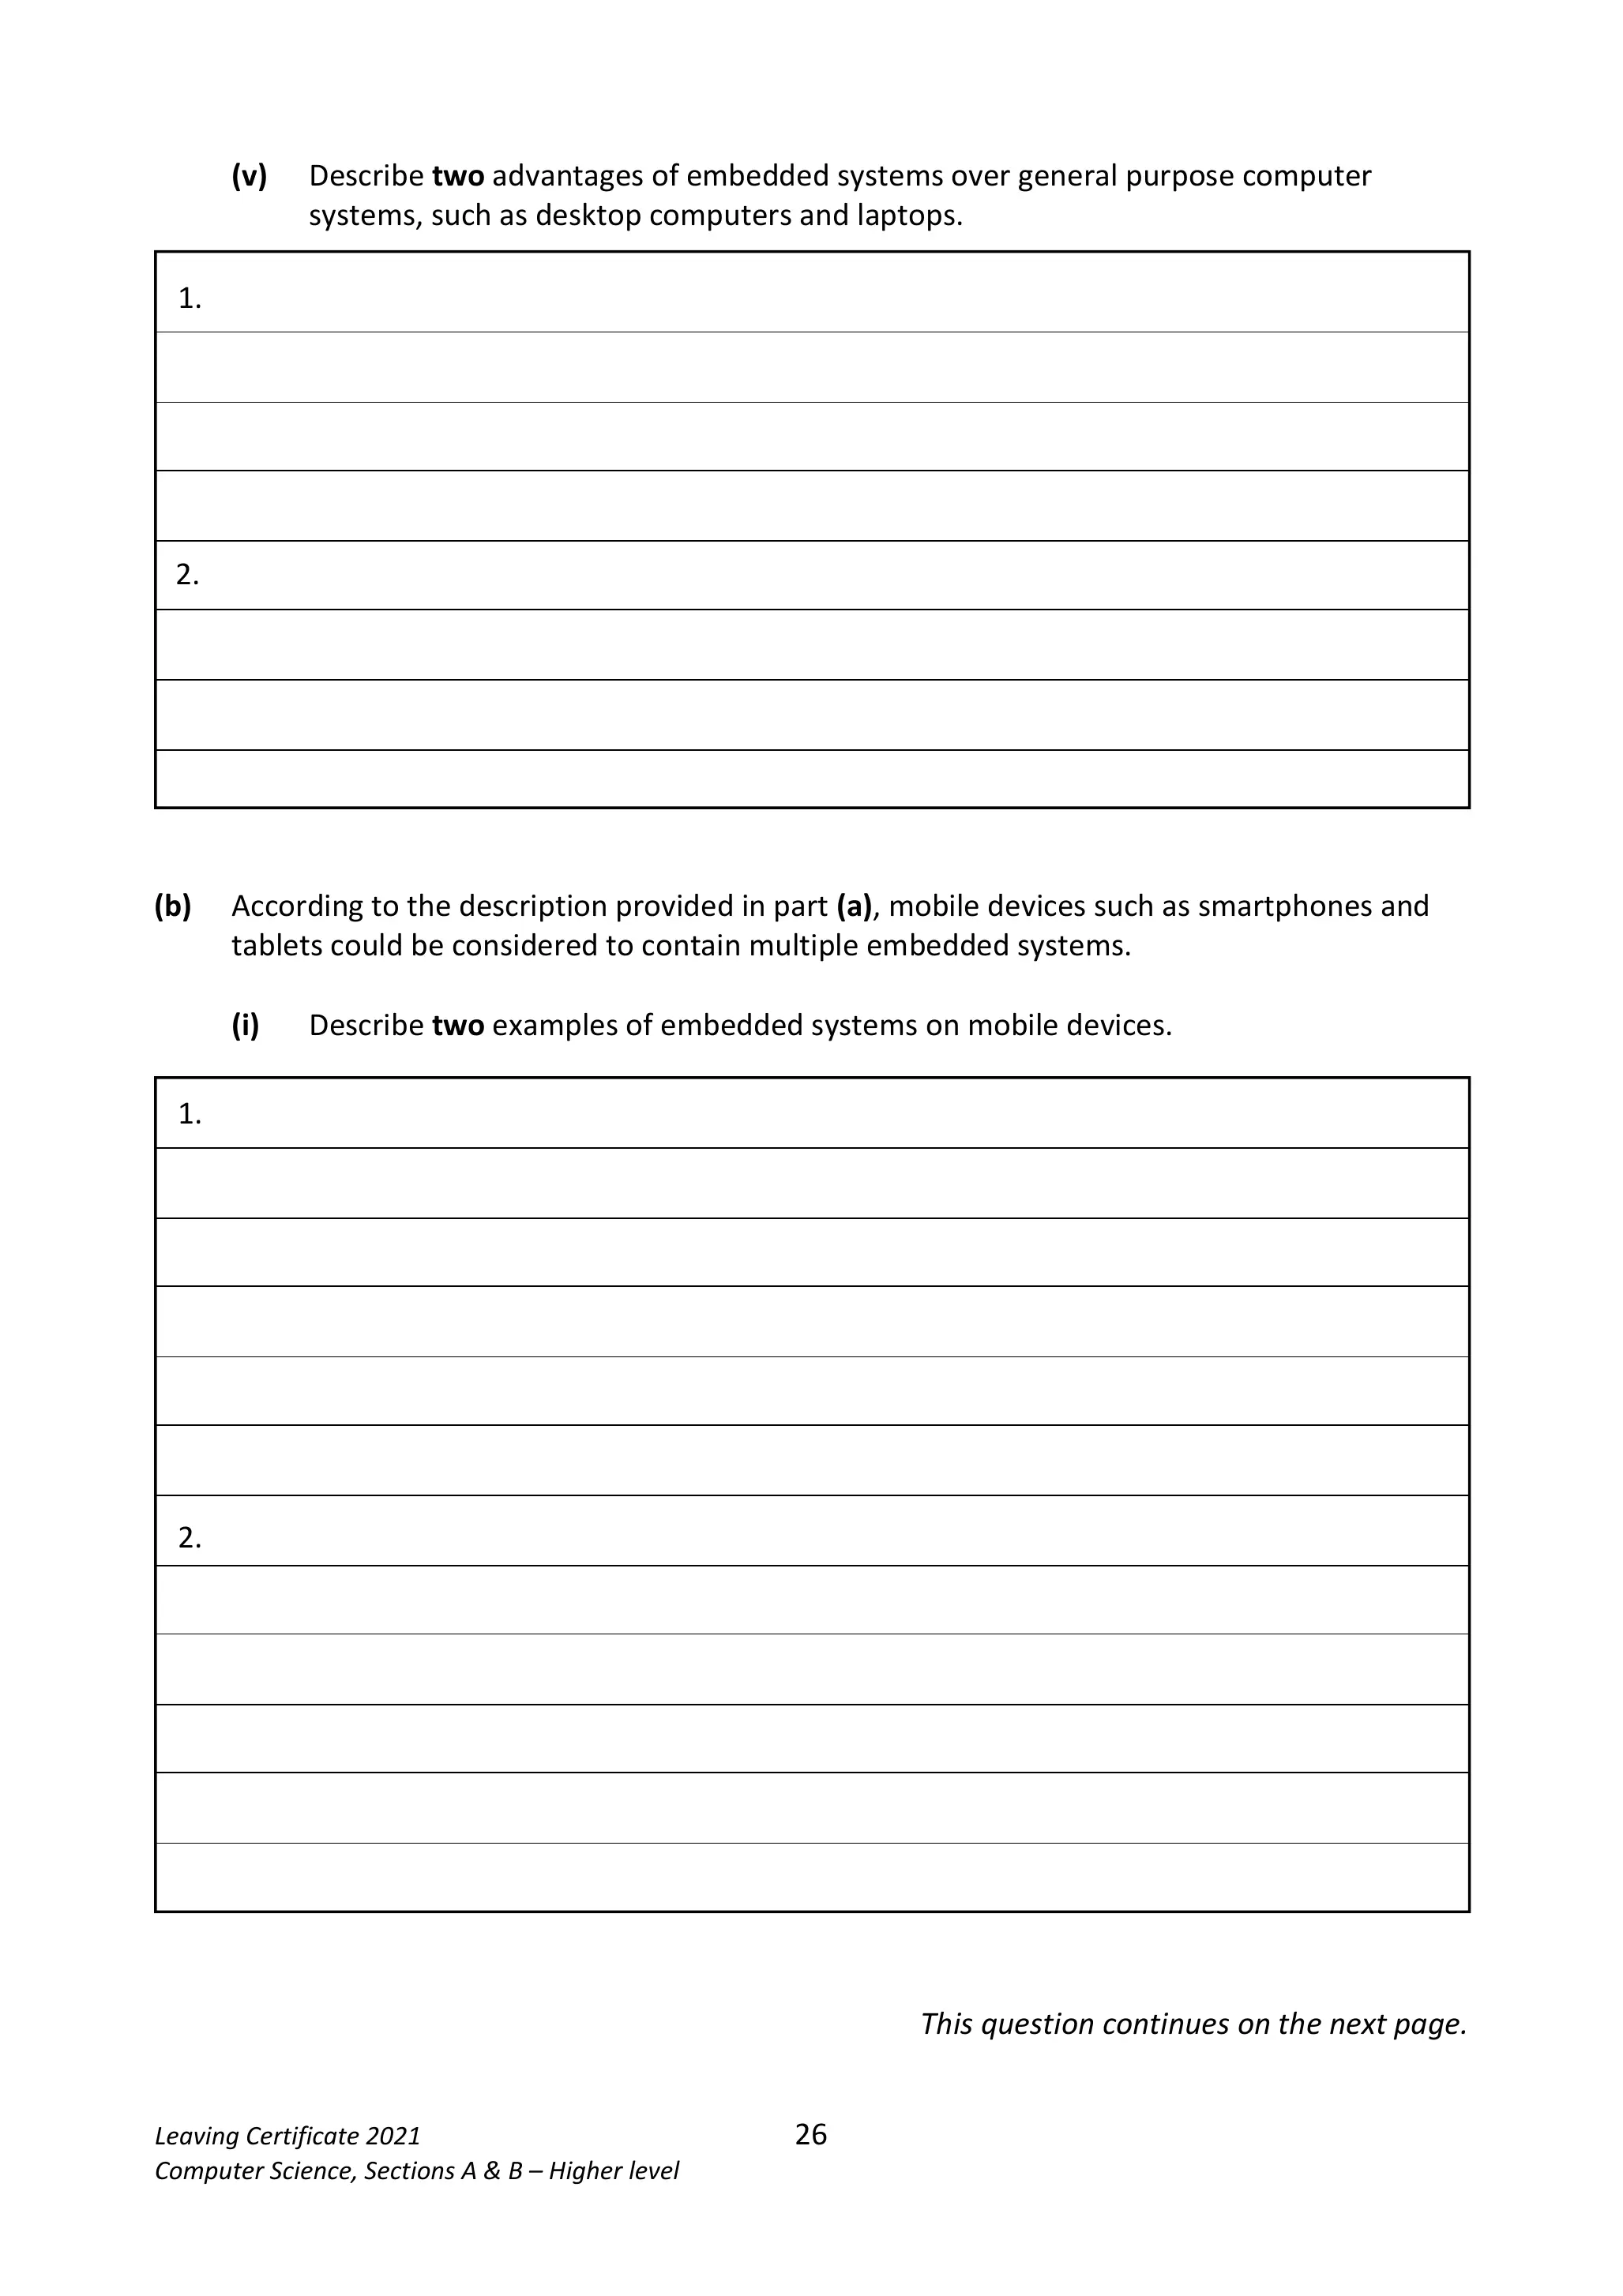 (v) Describe two advantages of embedded systems over general purpose computer
systems, such as desktop computers and laptops.
1.
2.
(b) According to the description provided in part (a), mobile devices such as smartphones and
tablets could be considered to contain multiple embedded systems.
(i) Describe two examples of embedded systems on mobile devices.
1.
2.
This question continues on the next page.
Leaving Certificate 2021
26
Computer Science, Sections A & B – Higher level